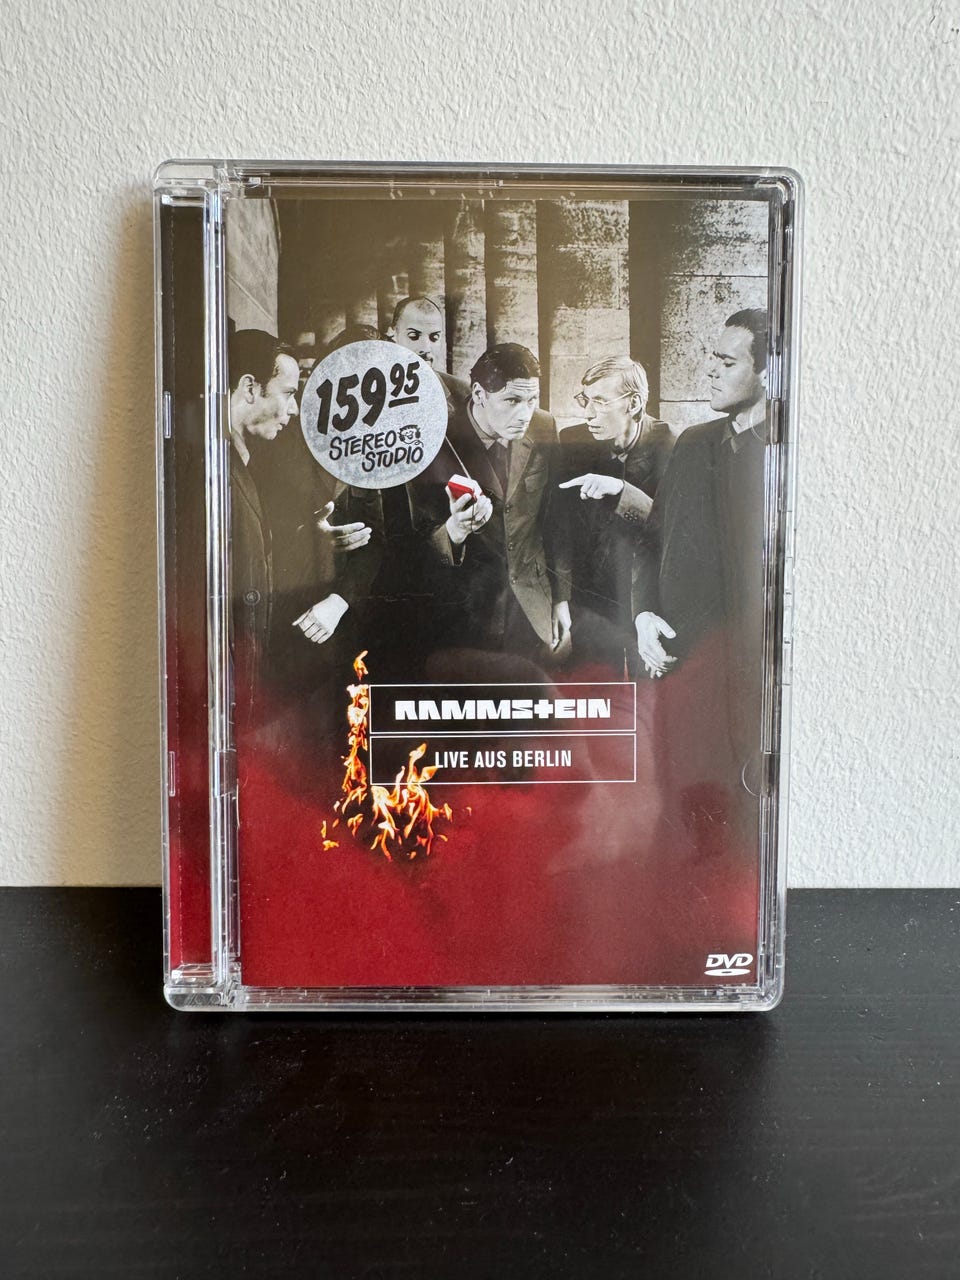 159 95
STEREO
STUDIO
RAMMSTEIN
LIVE AUS BERLIN
DVD